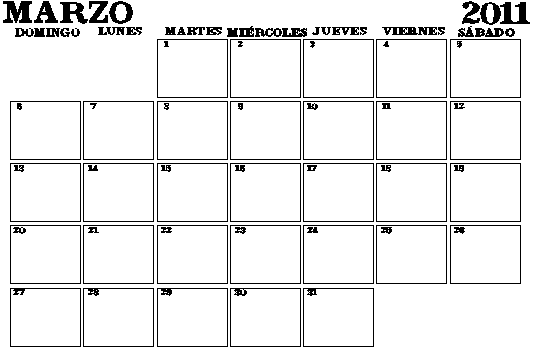 MARZO 2011
DOMINGO LUNES MARTES MIÉRCOLES JUEVES VIERNES SÁBADO
1 2 3 4 5
6 7 8 9 10 11 12
13 14 15 16 17 18 19
20 21 22 23 24 25 26
27 28 29 30 31